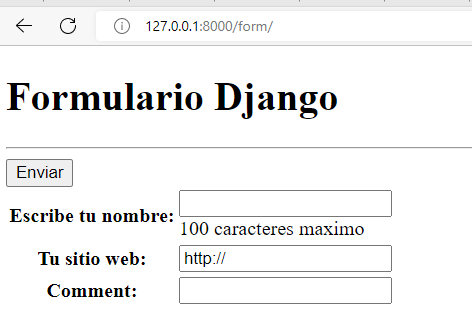 127.0.0.1:8000/form/
Formulario Django
Enviar
Escribe tu nombre:
100 caracteres maximo
Tu sitio web: http://
Comment: